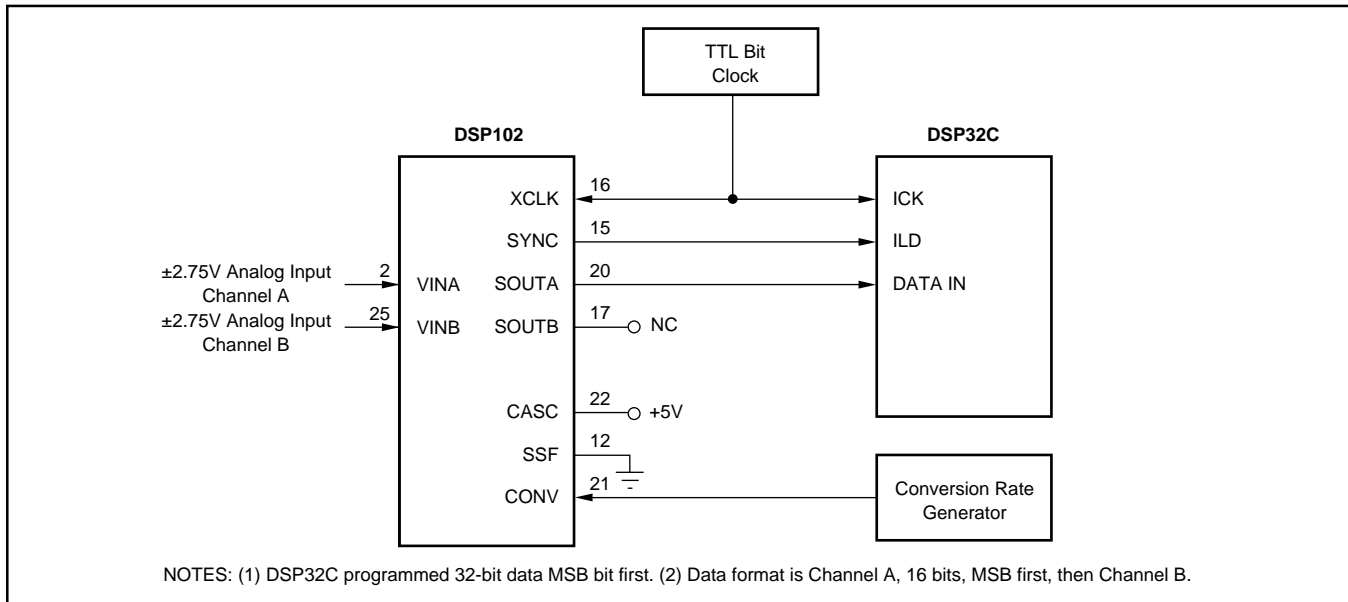 TTL Bit
Clock
DSP102
DSP32C
XCLK
16
ICK
SYNC
15
ILD
±2.75V Analog Input
Channel A
2
VINA
SOUTA
20
DATA IN
±2.75V Analog Input
Channel B
25
VINB
SOUTB
17
NC
CASC
22
+5V
SSF
12
CONV
21
Conversion Rate
Generator
NOTES: (1) DSP32C programmed 32-bit data MSB bit first. (2) Data format is Channel A, 16 bits, MSB first, then Channel B.